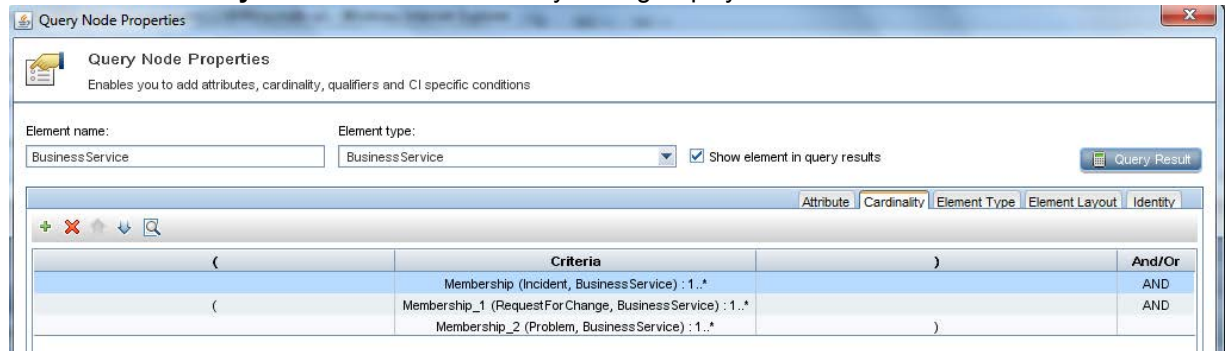 Query Node Properties
Query Node Properties
Enables you to add attributes, cardinality, qualifiers and CI specific conditions
Element name:
Element type:
BusinessService
BusinessService
Show element in query results
Query Result
Attribute Cardinality Element Type Element Layout Identity
( Criteria ) And/Or
Membership (Incident, BusinessService) : 1..* AND
( Membership_1 (RequestForChange, BusinessService) : 1..* AND
Membership_2 (Problem, BusinessService) : 1..* )